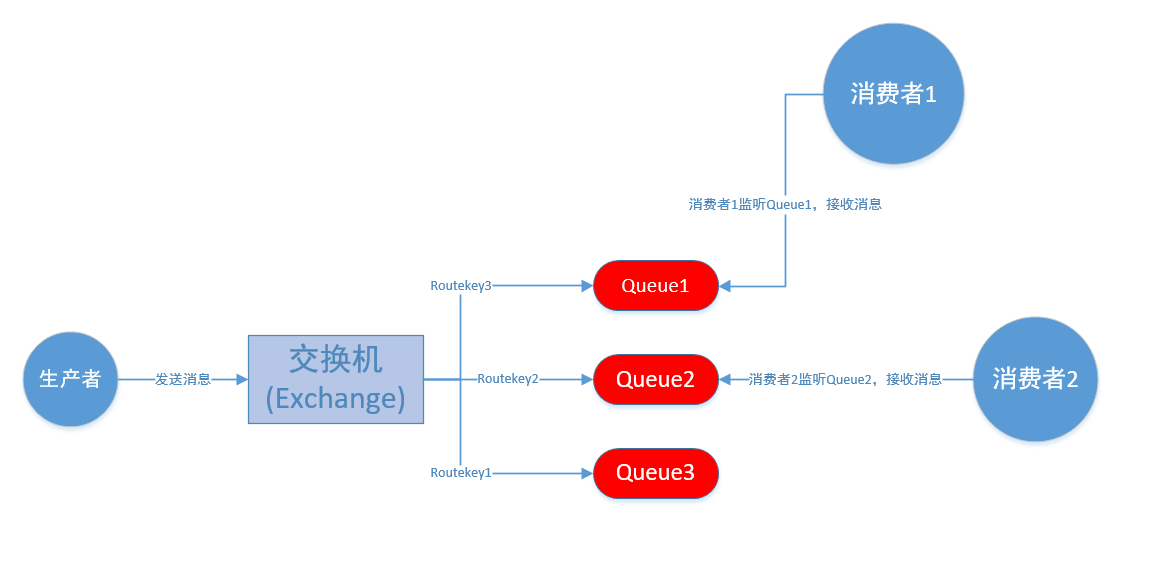 消费者1
消费者1监听Queue1，接收消息
Routekey3
Queue1
生产者
发送消息
交换机
(Exchange)
Routekey2
Queue2
消费者2监听Queue2，接收消息
消费者2
Routekey1
Queue3